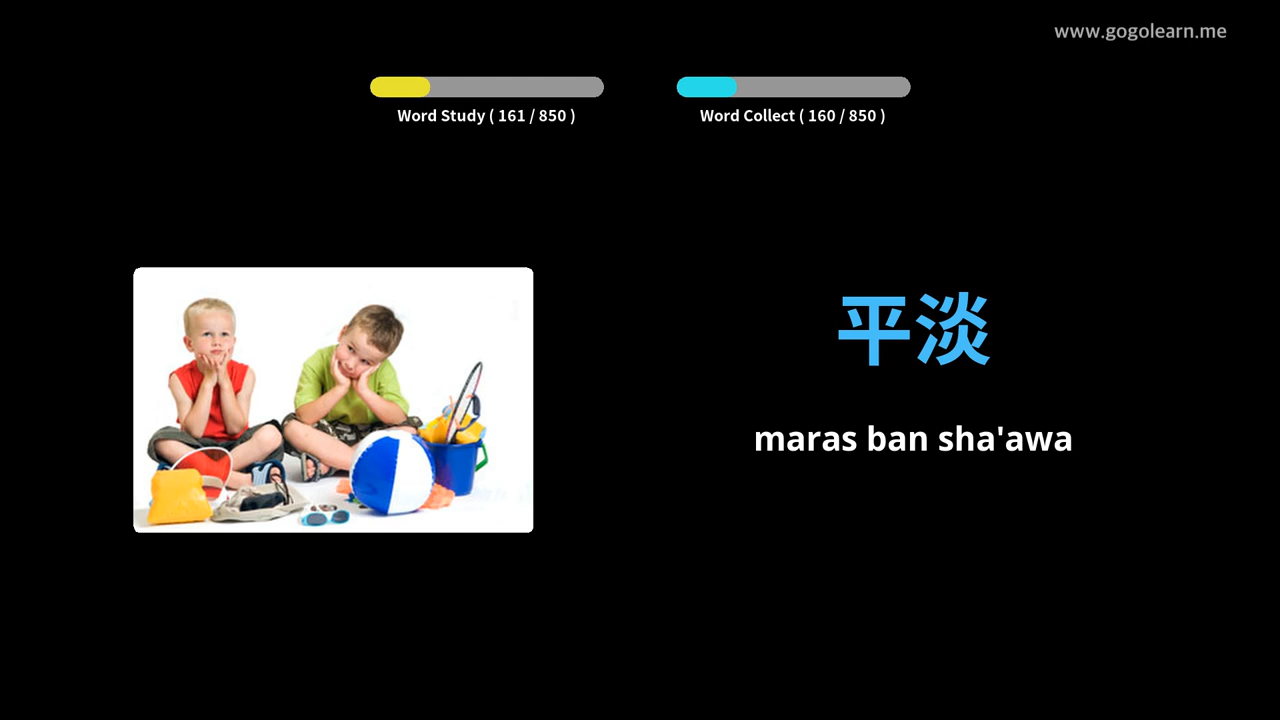 www.gogolearn.me
Word Study ( 161 / 850 )
Word Collect ( 160 / 850 )
平淡
maras ban sha'awa